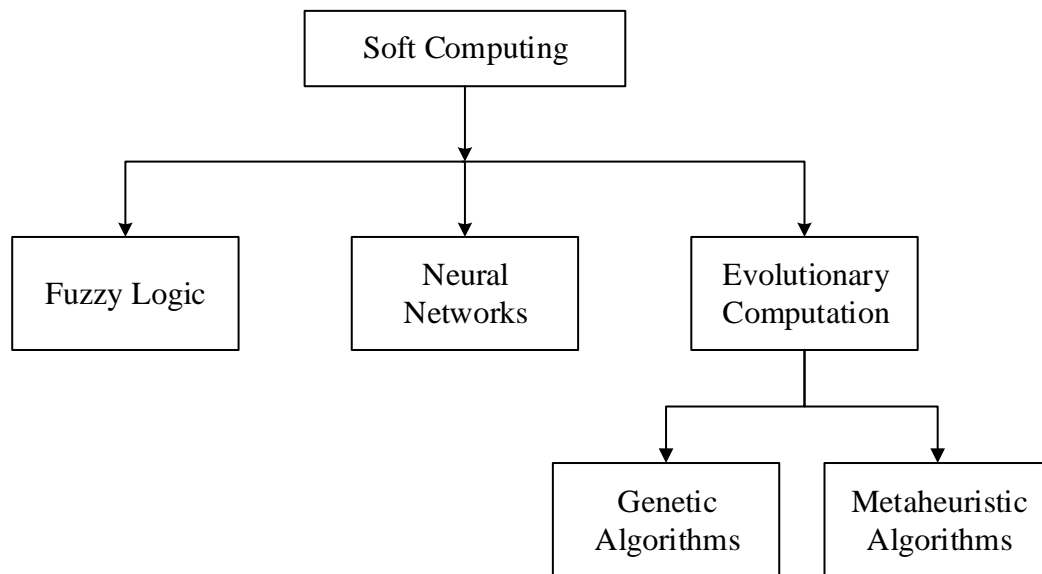 Soft Computing
Fuzzy Logic
Neural
Networks
Evolutionary
Computation
Genetic
Algorithms
Metaheuristic
Algorithms